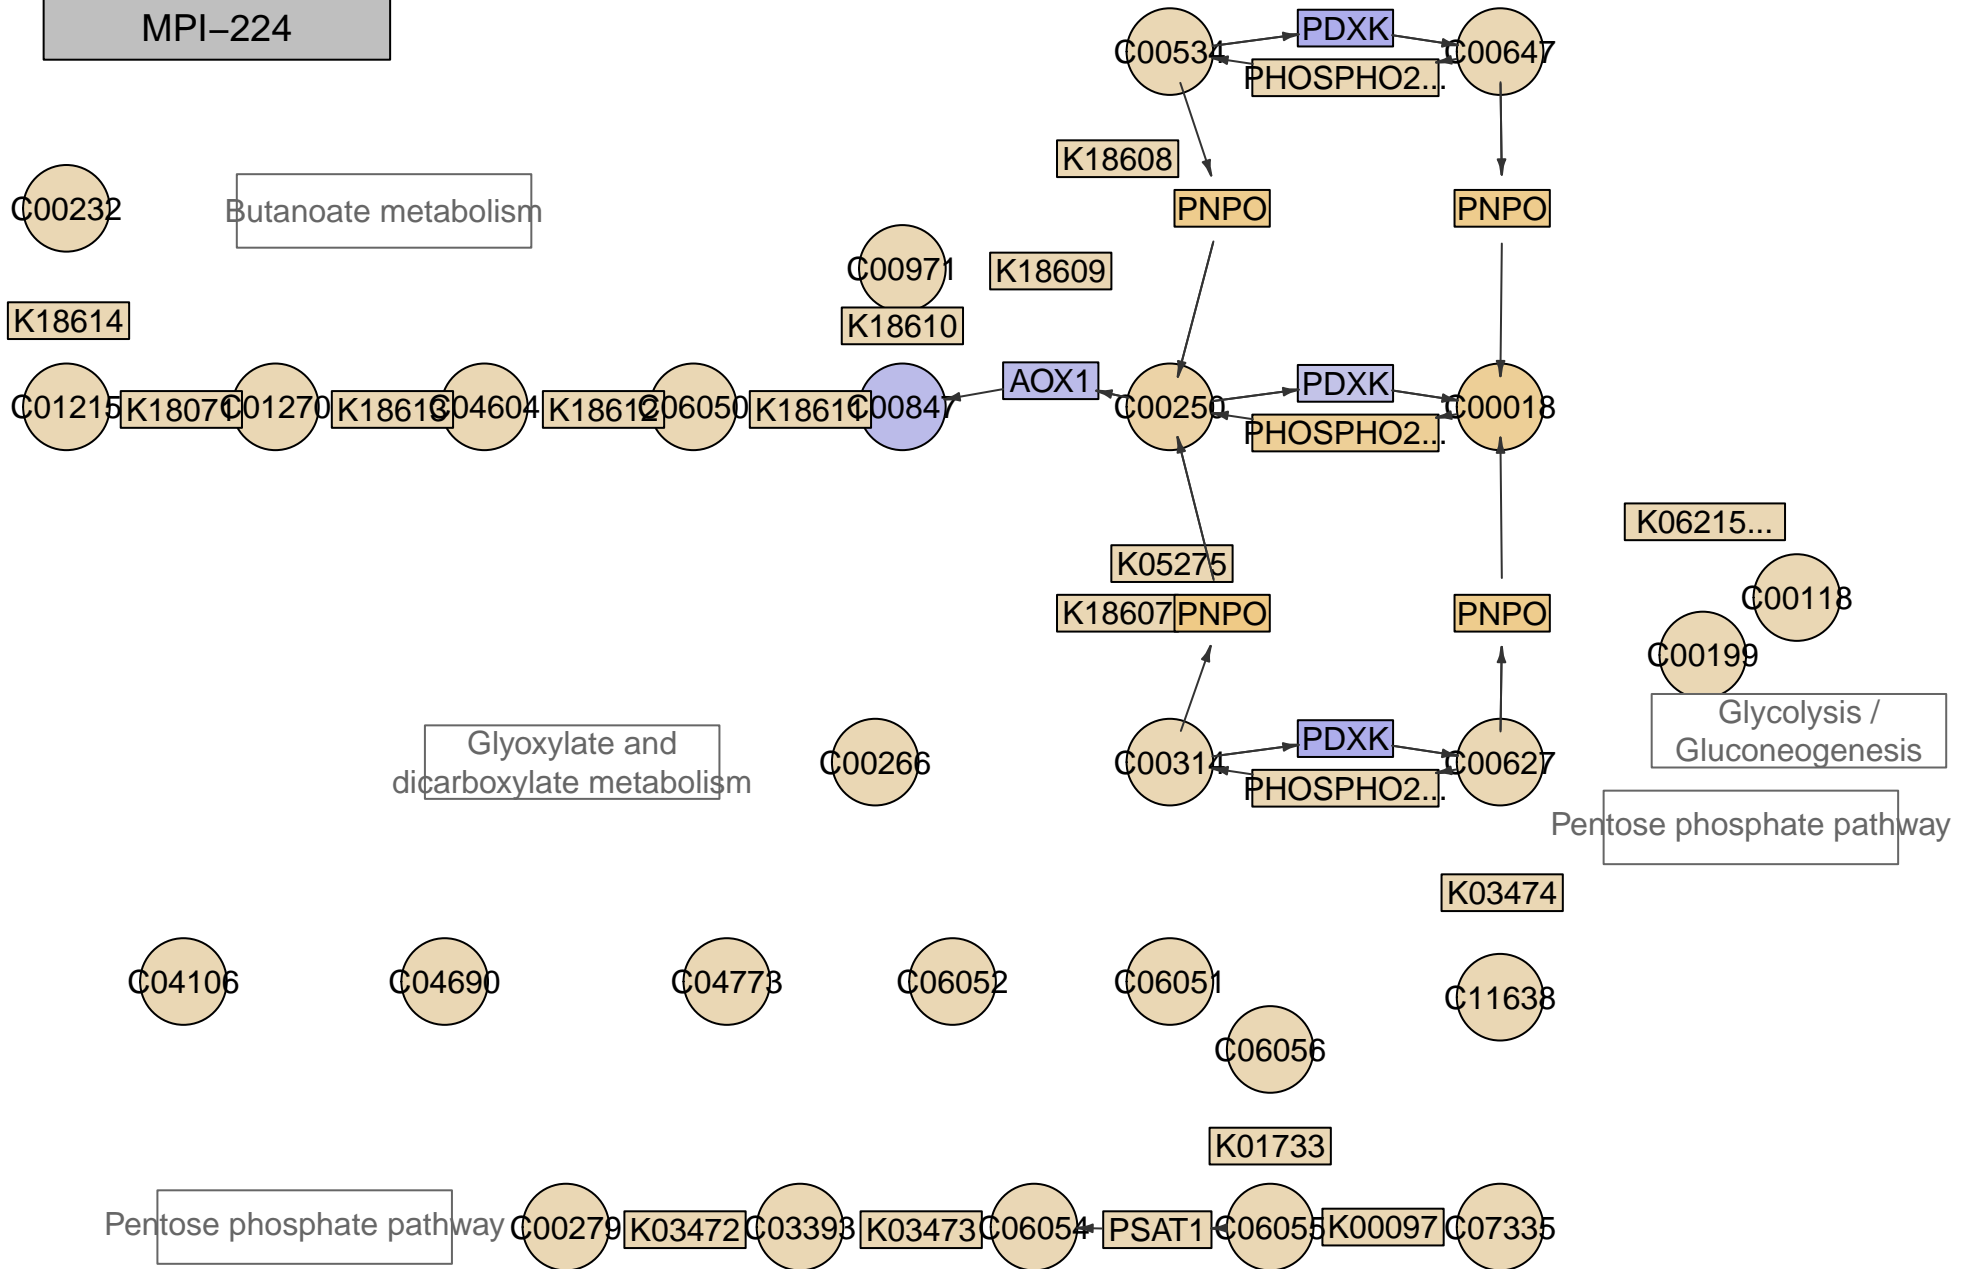 MPI–224
C00534
PDXK
C00647
PHOSPHO2...
K18608
C00232
Butanoate metabolism
PNPO
PNPO
C00971
K18609
K18614
K18610
AOX1
PDXK
C01215
K18071
C01270
K18613
C04604
K18612
C06050
K18611
C00847
C00250
C00018
PHOSPHO2...
K06215...
K05275
C00118
K18607
PNPO
PNPO
C00199
Glycolysis /
Gluconeogenesis
Glyoxylate and
dicarboxylate metabolism
C00266
C00314
PDXK
C00627
PHOSPHO2...
Pentose phosphate pathway
K03474
C04106
C04690
C04773
C06052
C06051
C11638
C06056
K01733
Pentose phosphate pathway
C00279
K03472
C03393
K03473
C06054
PSAT1
C06055
K00097
C07335